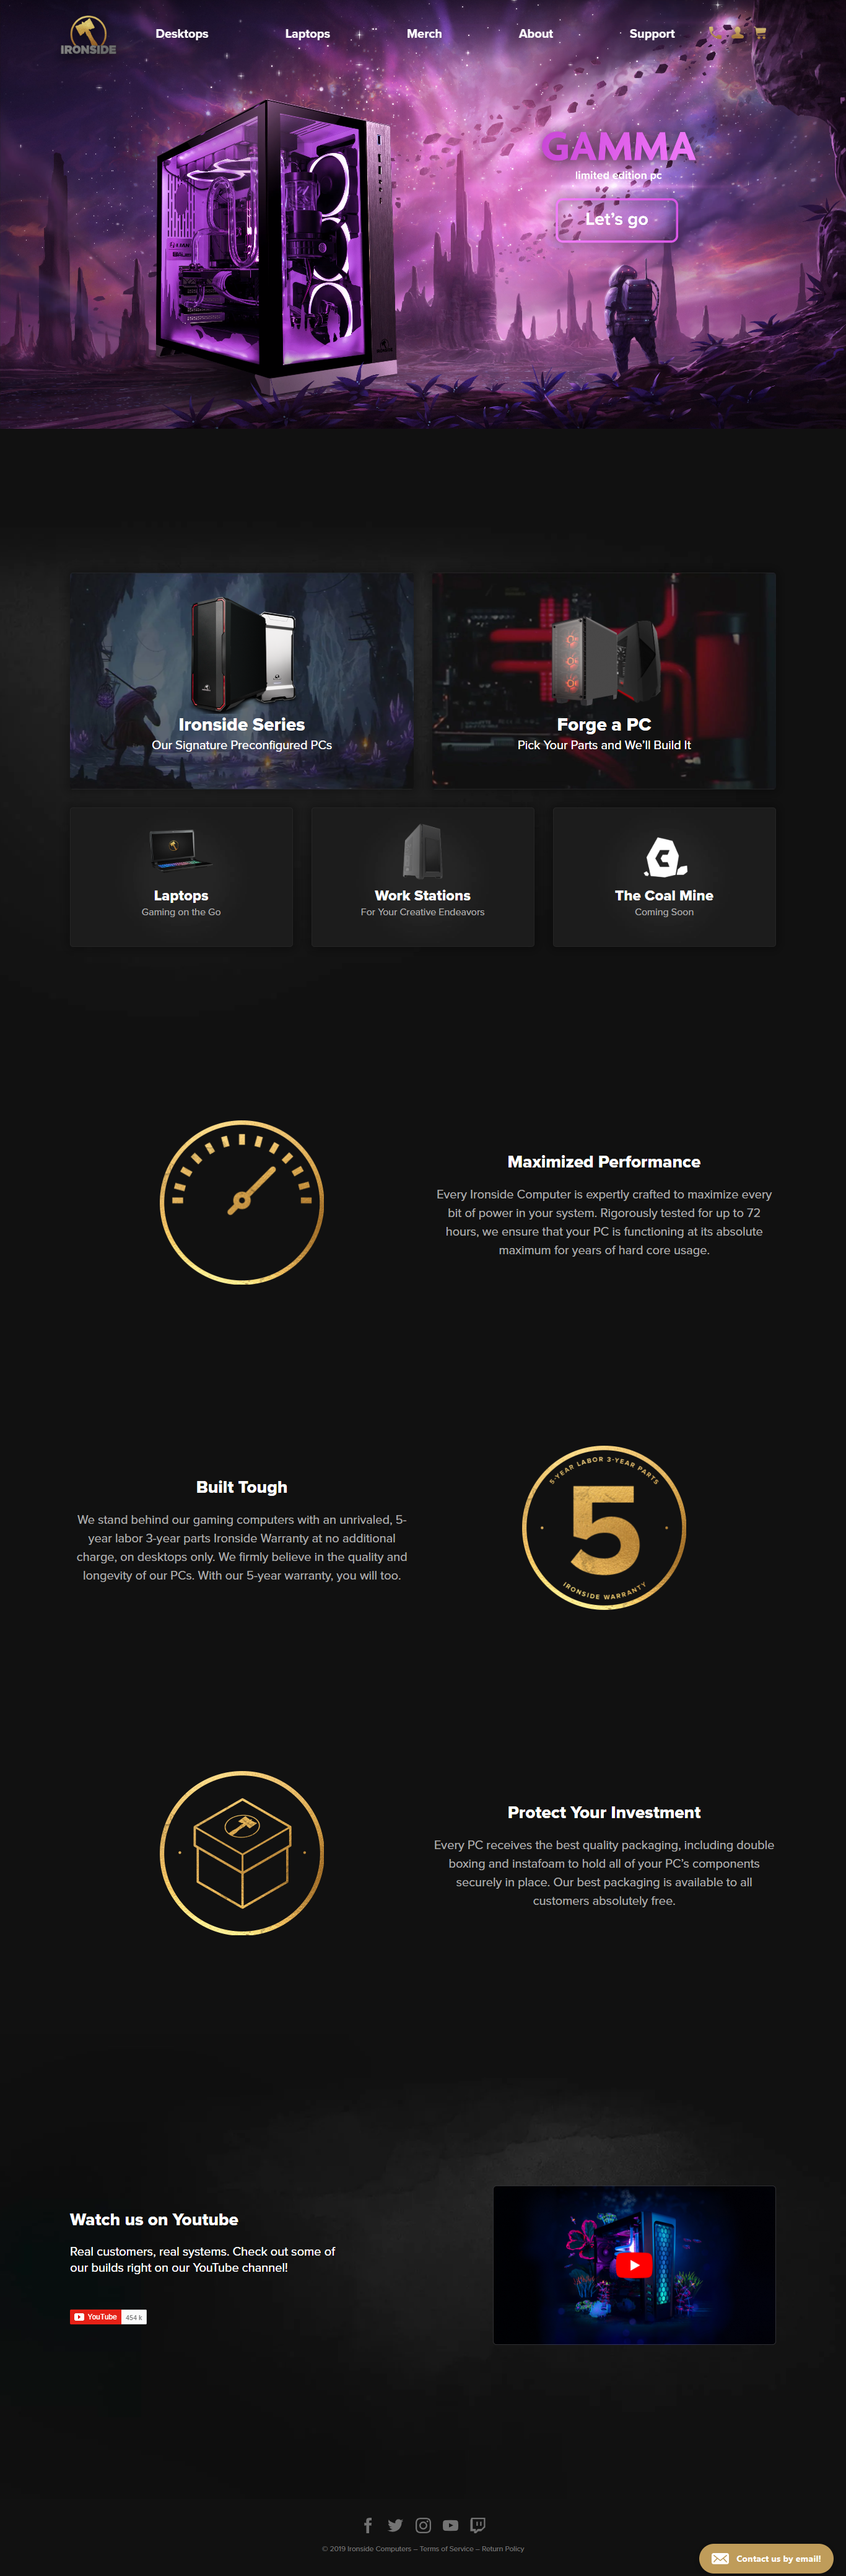 IRONSIDE
Desktops
Laptops
Merch
About
Support
GAMMA
limited edition pc
Let's go
Ironside Series
Our Signature Preconfigured PCs
Forge a PC
Pick Your Parts and We'll Build It
Laptops
Gaming on the Go
Work Stations
For Your Creative Endeavors
The Coal Mine
Coming Soon
Maximized Performance
Every Ironside Computer is expertly crafted to maximize every
bit of power in your system. Rigorously tested for up to 72
hours, we ensure that your PC is functioning at its absolute
maximum for years of hard core usage.
Built Tough
We stand behind our gaming computers with an unrivaled, 5-
year labor 3-year parts Ironside Warranty at no additional
charge, on desktops only. We firmly believe in the quality and
longevity of our PCs. With our 5-year warranty, you will too.
5-YEAR LABOR 3-YEAR PARTS
5
IRONSIDE WARRANTY
Protect Your Investment
Every PC receives the best quality packaging, including double
boxing and instafoam to hold all of your PC's components
securely in place. Our best packaging is available to all
customers absolutely free.
Watch us on Youtube
Real customers, real systems. Check out some of
our builds right on our YouTube channel!
YouTube 454 k
© 2019 Ironside Computers – Terms of Service – Return Policy
Contact us by email!